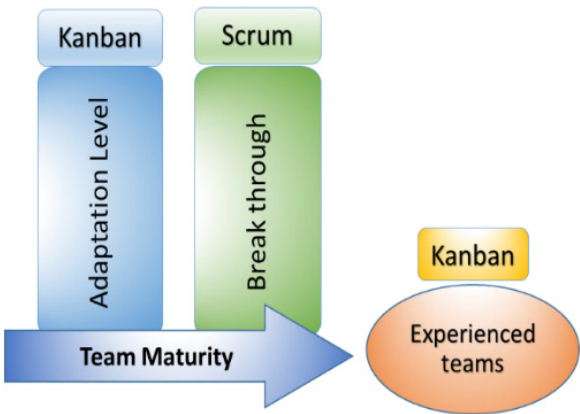 Kanban
Scrum
Adaptation Level
Break through
Kanban
Team Maturity
Experienced
teams